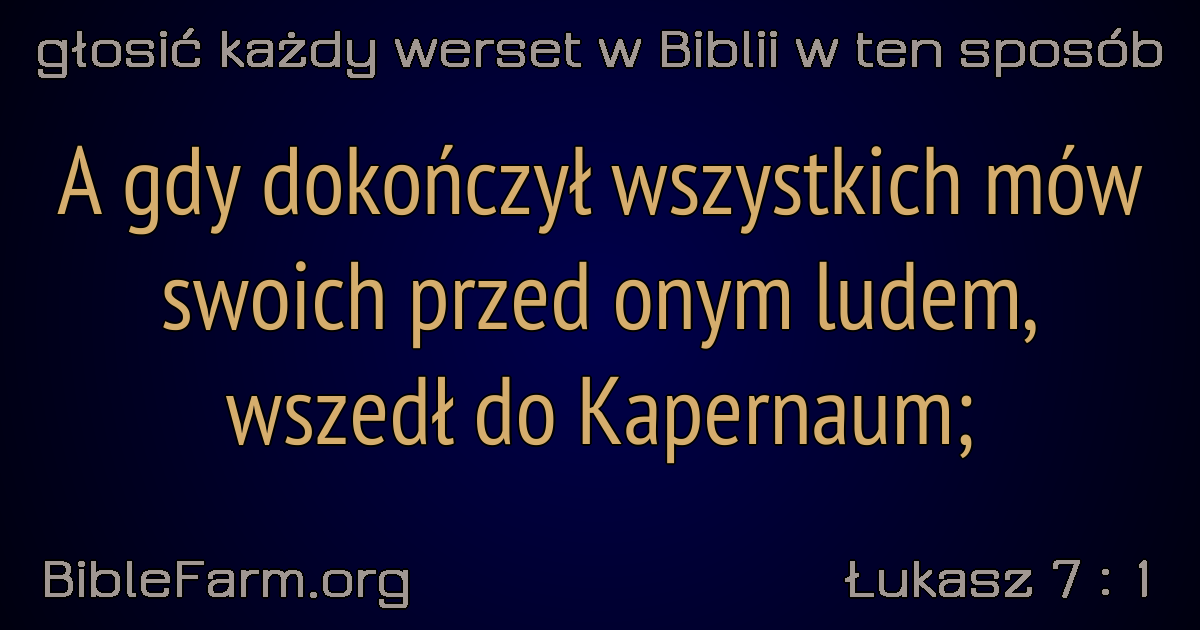 głosić każdy werset w Biblii w ten sposób
A gdy dokończył wszystkich mów
swoich przed onym ludem,
wszedł do Kapernaum;
BibleFarm.org
Łukasz 7 : 1